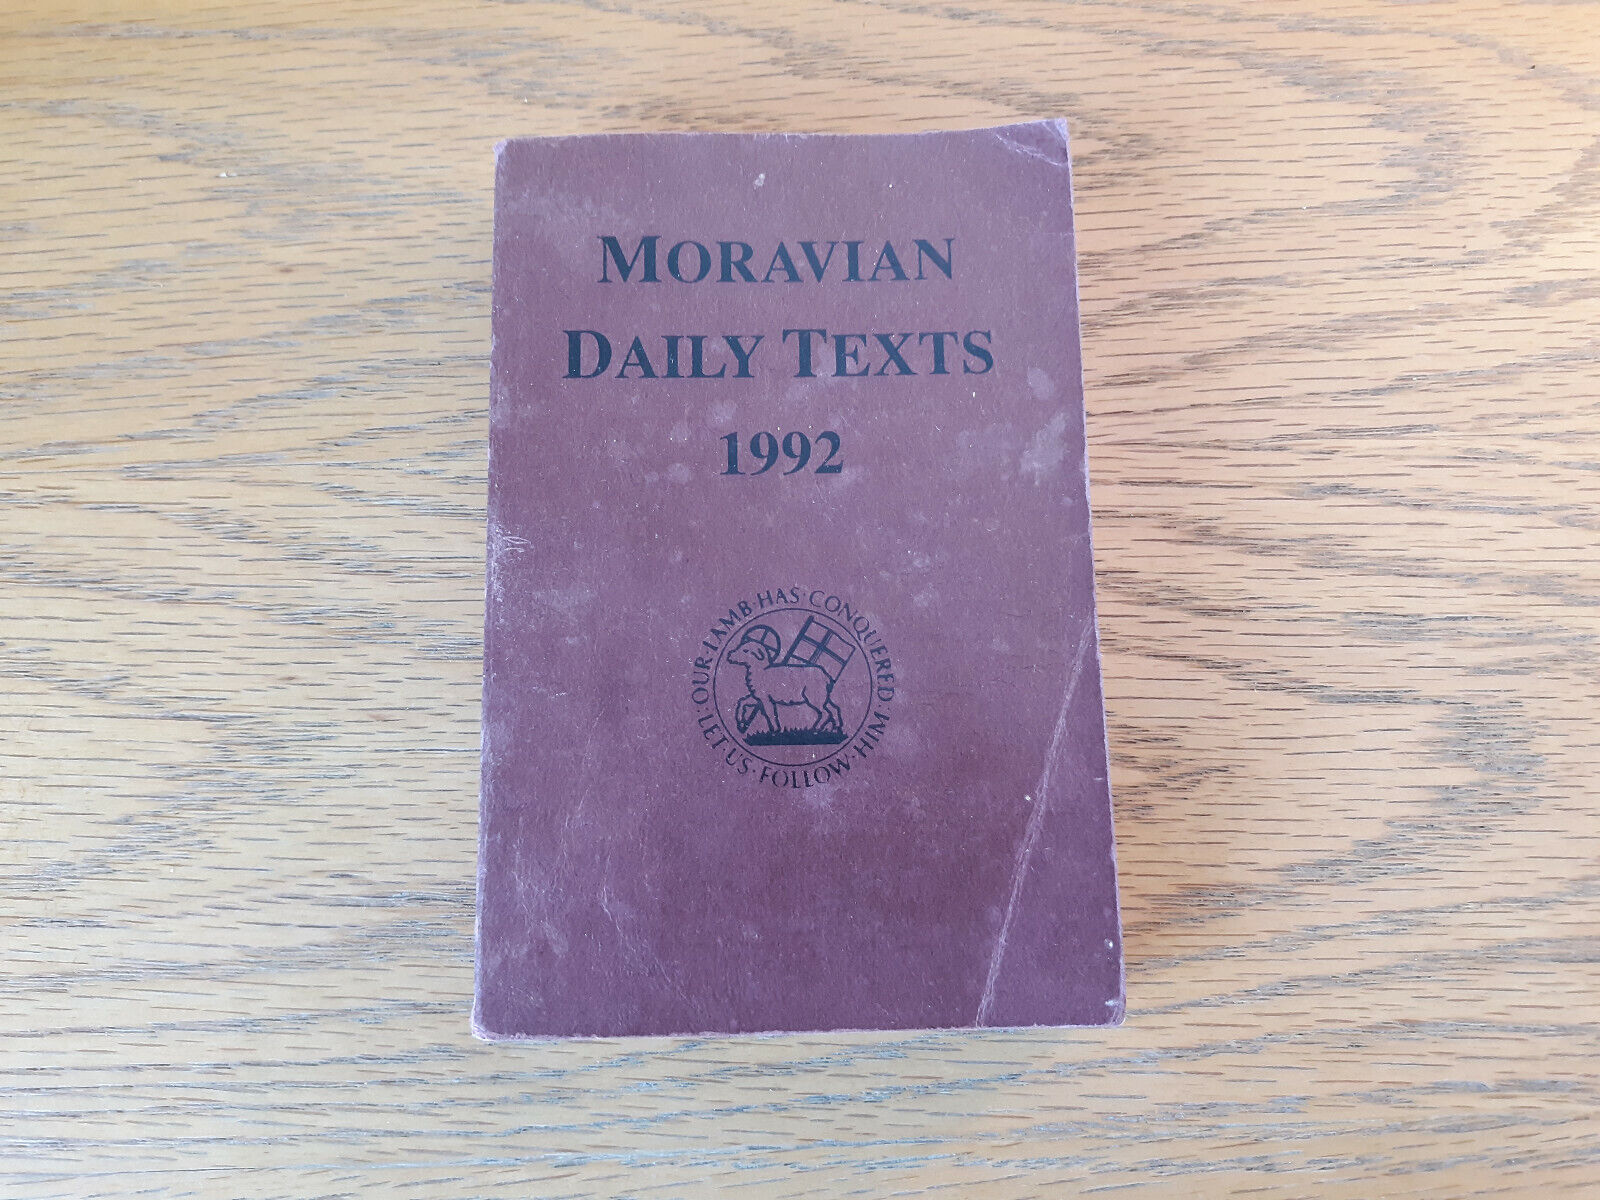 MORAVIAN
DAILY TEXTS
1992
OUR · LAMB · HAS · CONQUERED · LET · US · FOLLOW · HIM ·